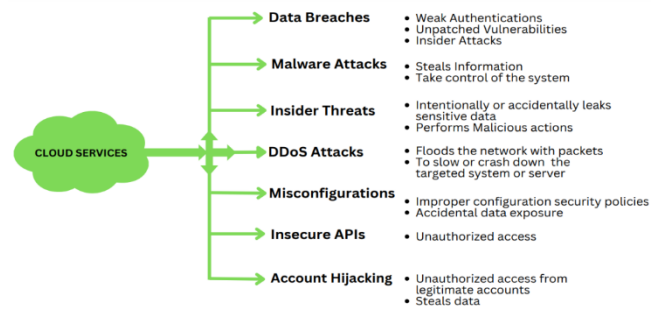 CLOUD SERVICES
Data Breaches
• Weak Authentications
• Unpatched Vulnerabilities
• Insider Attacks
Malware Attacks
• Steals Information
• Take control of the system
Insider Threats
• Intentionally or accidentally leaks
sensitive data
• Performs Malicious actions
DDoS Attacks
• Floods the network with packets
• To slow or crash down the
targeted system or server
Misconfigurations
• Improper configuration security policies
• Accidental data exposure
Insecure APIs
• Unauthorized access
Account Hijacking
• Unauthorized access from
legitimate accounts
• Steals data